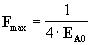 F_max = 1 / (4 · E_A0)